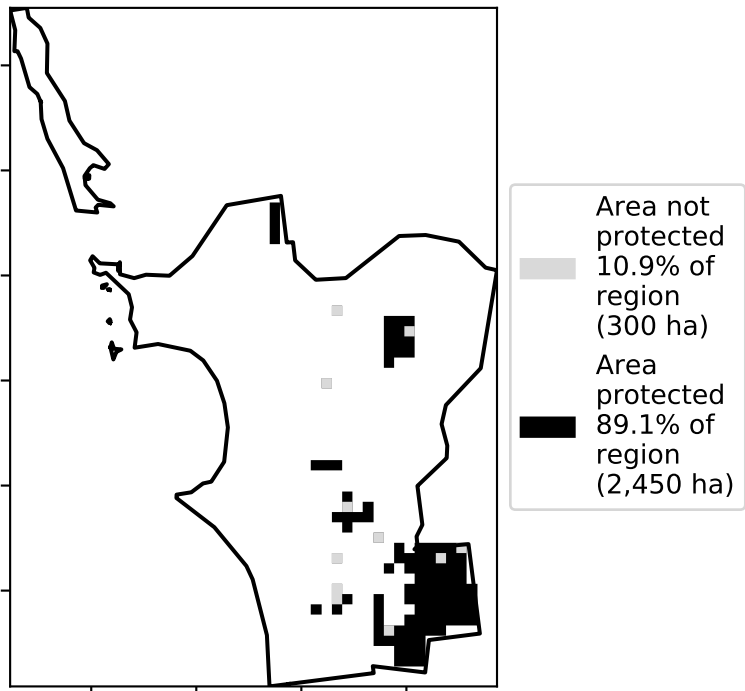 Area not
protected
10.9% of
region
(300 ha)
Area
protected
89.1% of
region
(2,450 ha)